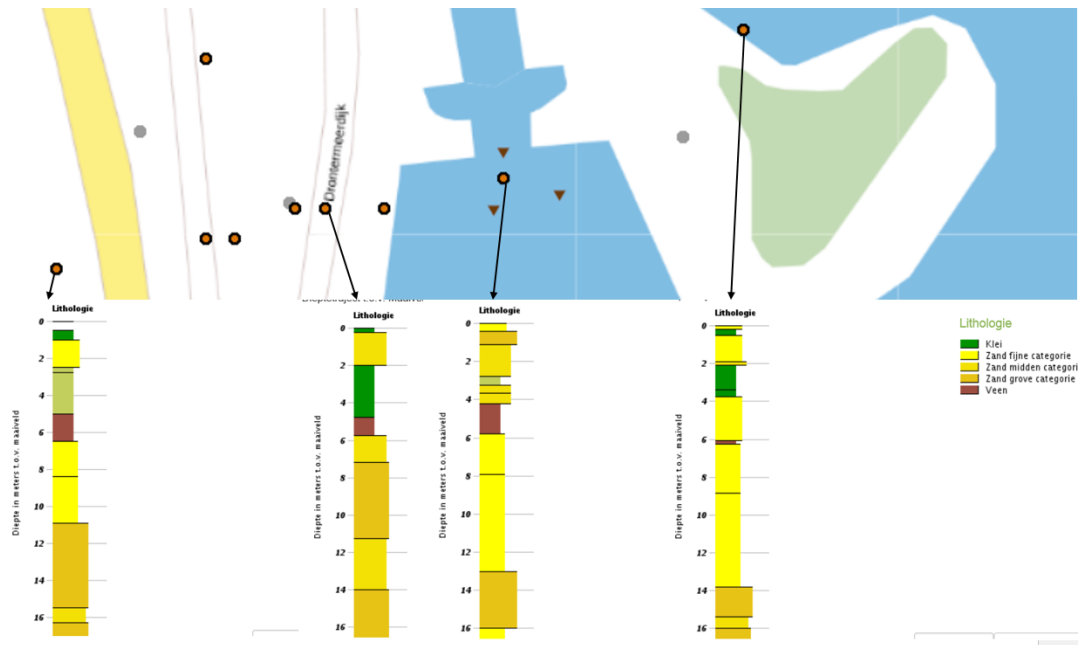 Drontermeerdijk
Lithologie
0
2
4
6
8
10
12
14
16
Diepte in meters t.o.v. maaiveld
Lithologie
0
2
4
6
8
10
12
14
16
Diepte in meters t.o.v. maaiveld
Lithologie
0
2
4
6
8
10
12
14
16
Diepte in meters t.o.v. maaiveld
Lithologie
0
2
4
6
8
10
12
14
16
Diepte in meters t.o.v. maaiveld
Lithologie
Klei
Zand fijne categorie
Zand midden categori
Zand grove categorie
Veen